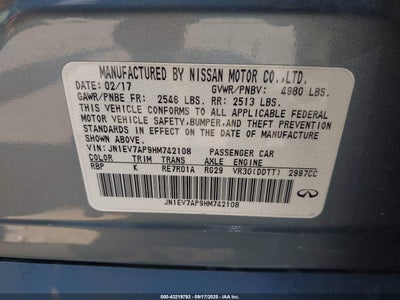 MANUFACTURED BY NISSAN MOTOR CO.,LTD.
DATE: 02/17 GVWR/PNBV: 4980 LBS.
GAWR/PNBE FR: 2546 LBS. RR: 2513 LBS.
THIS VEHICLE CONFORMS TO ALL APPLICABLE FEDERAL
MOTOR VEHICLE SAFETY,BUMPER,AND THEFT PREVENTION
STANDARDS IN EFFECT ON THE DATE OF MANUFACTURE
SHOWN ABOVE.
VIN: JN1EV7AP9HM742108 PASSENGER CAR
COLOR TRIM TRANS AXLE ENGINE
RBP K RE7R01A RG29 VR30(DDTT) 2997CC
JN1EV7AP9HM742108
INFINITI
IAA | ID: 43219792 - 09/17/2025 - IMAGE: